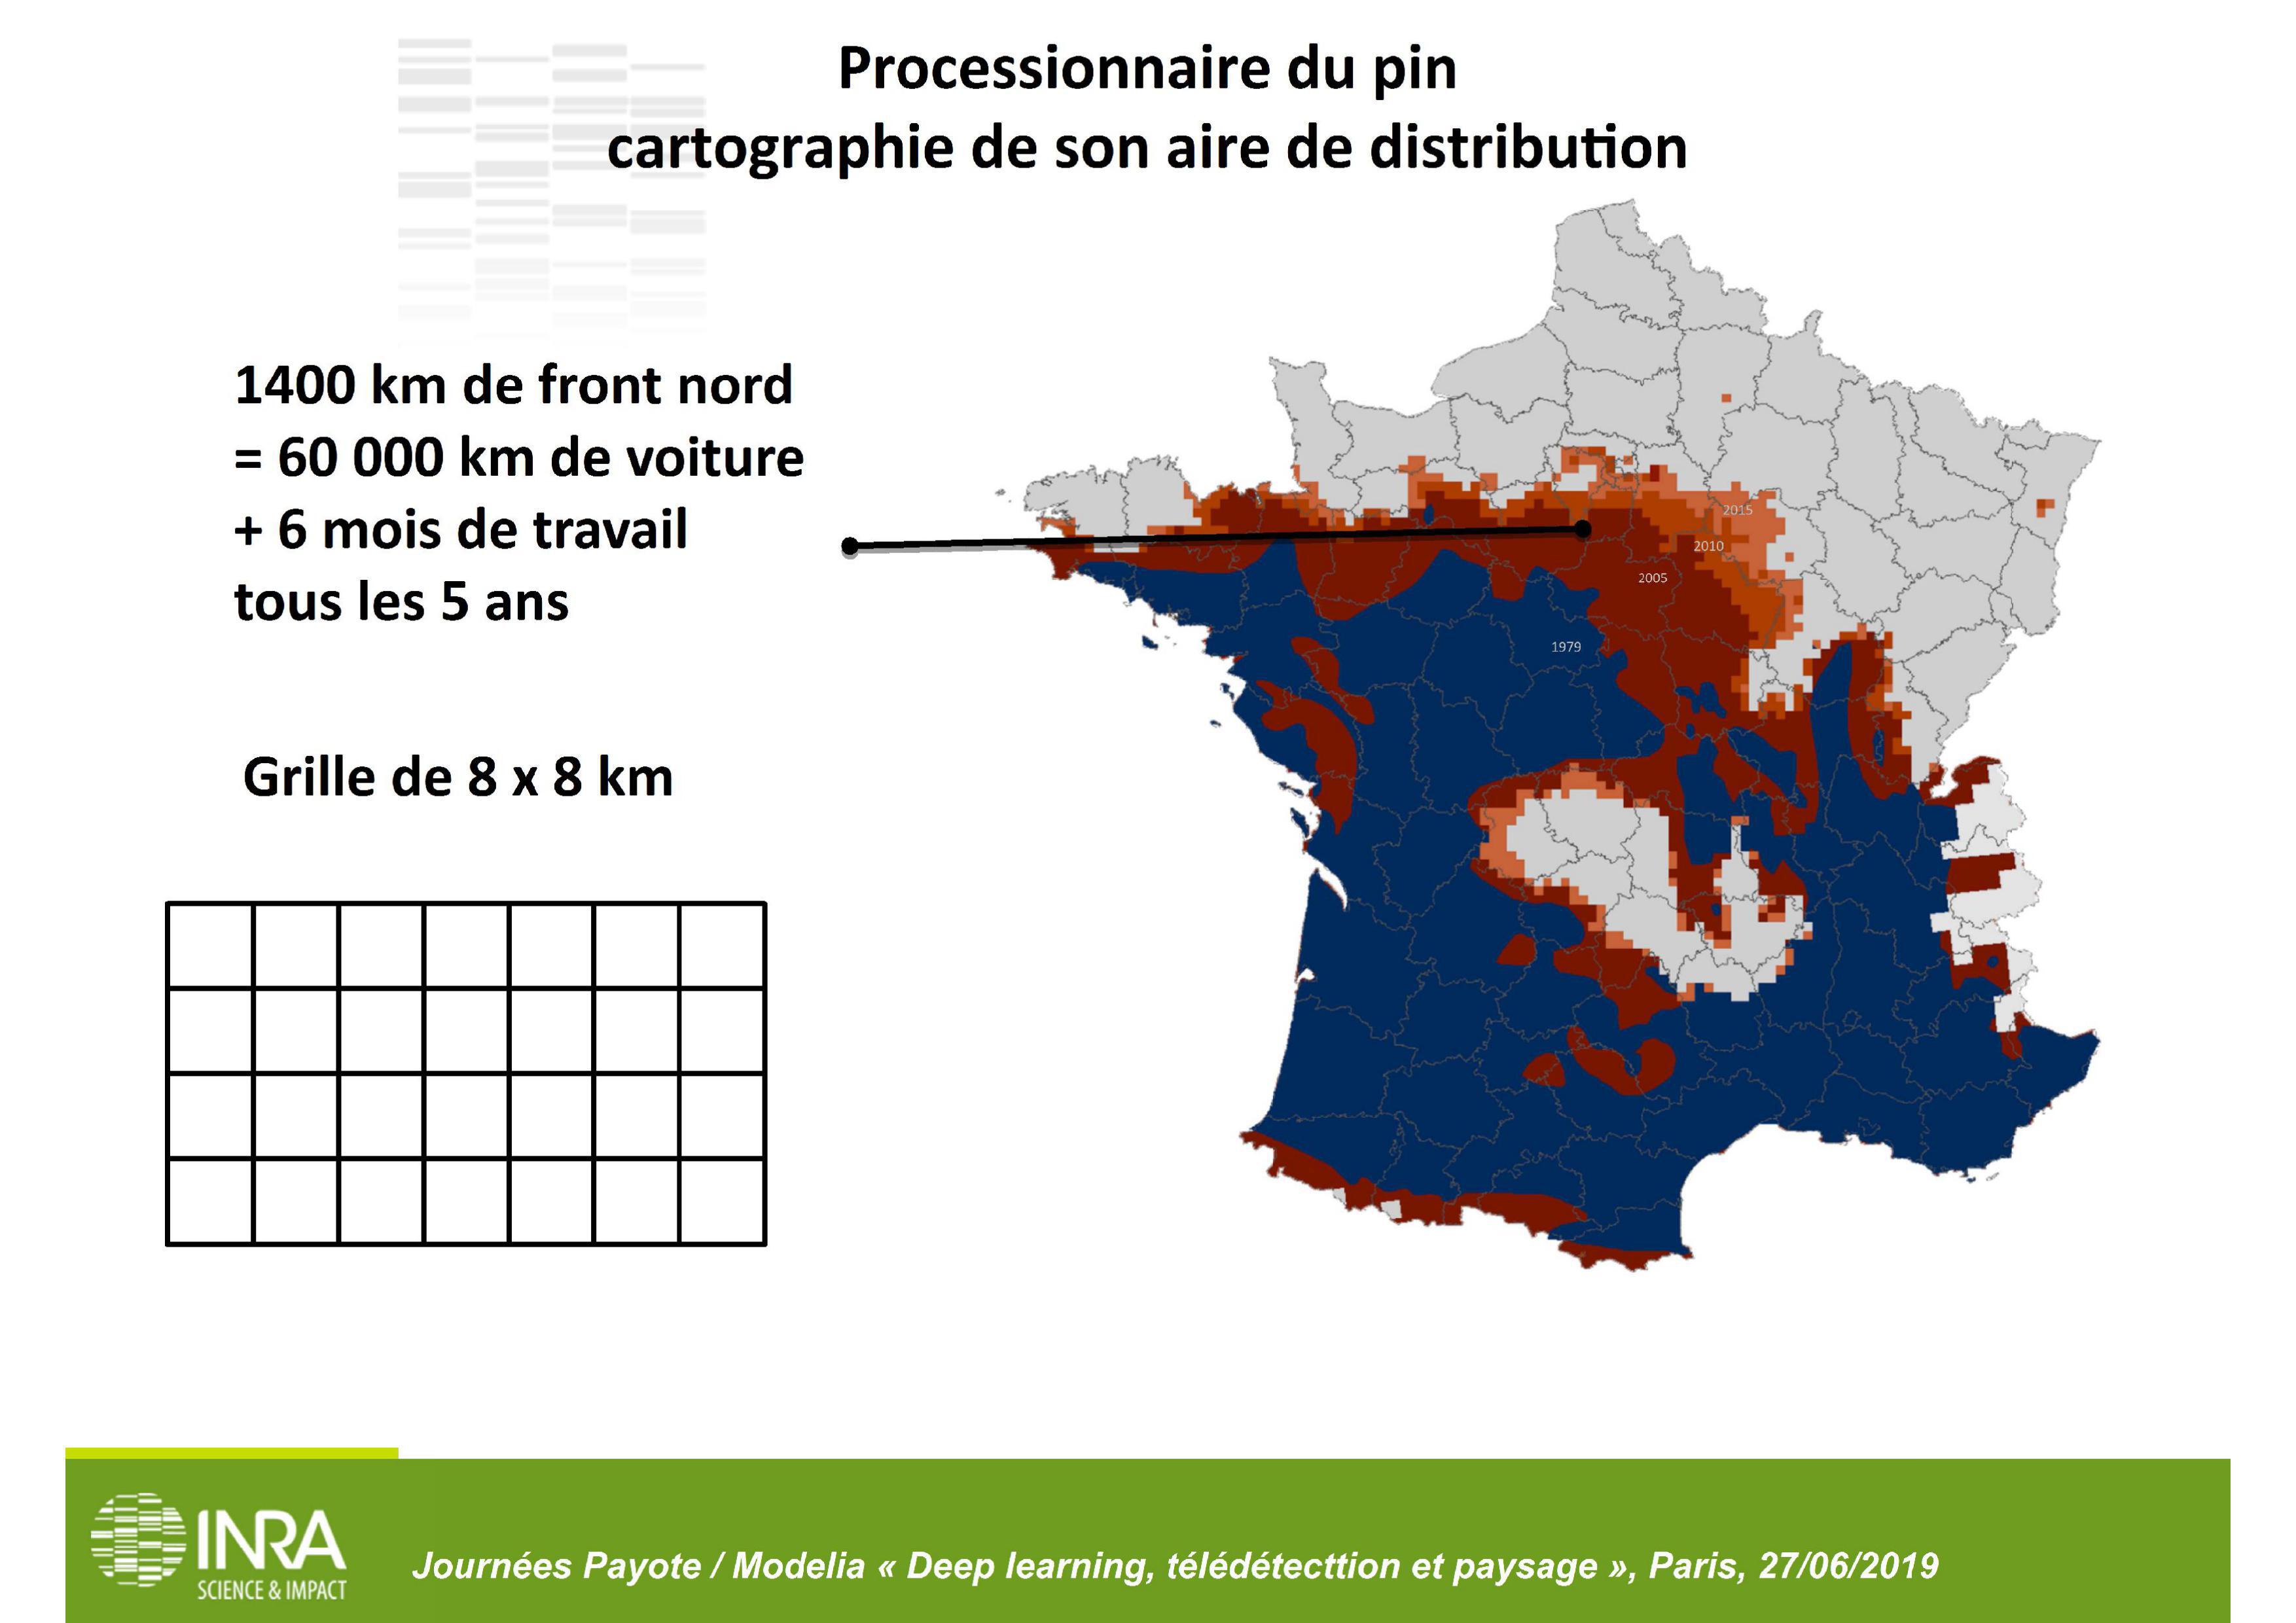 Processionnaire du pin
cartographie de son aire de distribution
1400 km de front nord
= 60 000 km de voiture
+ 6 mois de travail
tous les 5 ans
Grille de 8 x 8 km
2015
2010
2005
1979
INRA
SCIENCE & IMPACT
Journées Payote / Modelia « Deep learning, télédétecttion et paysage », Paris, 27/06/2019